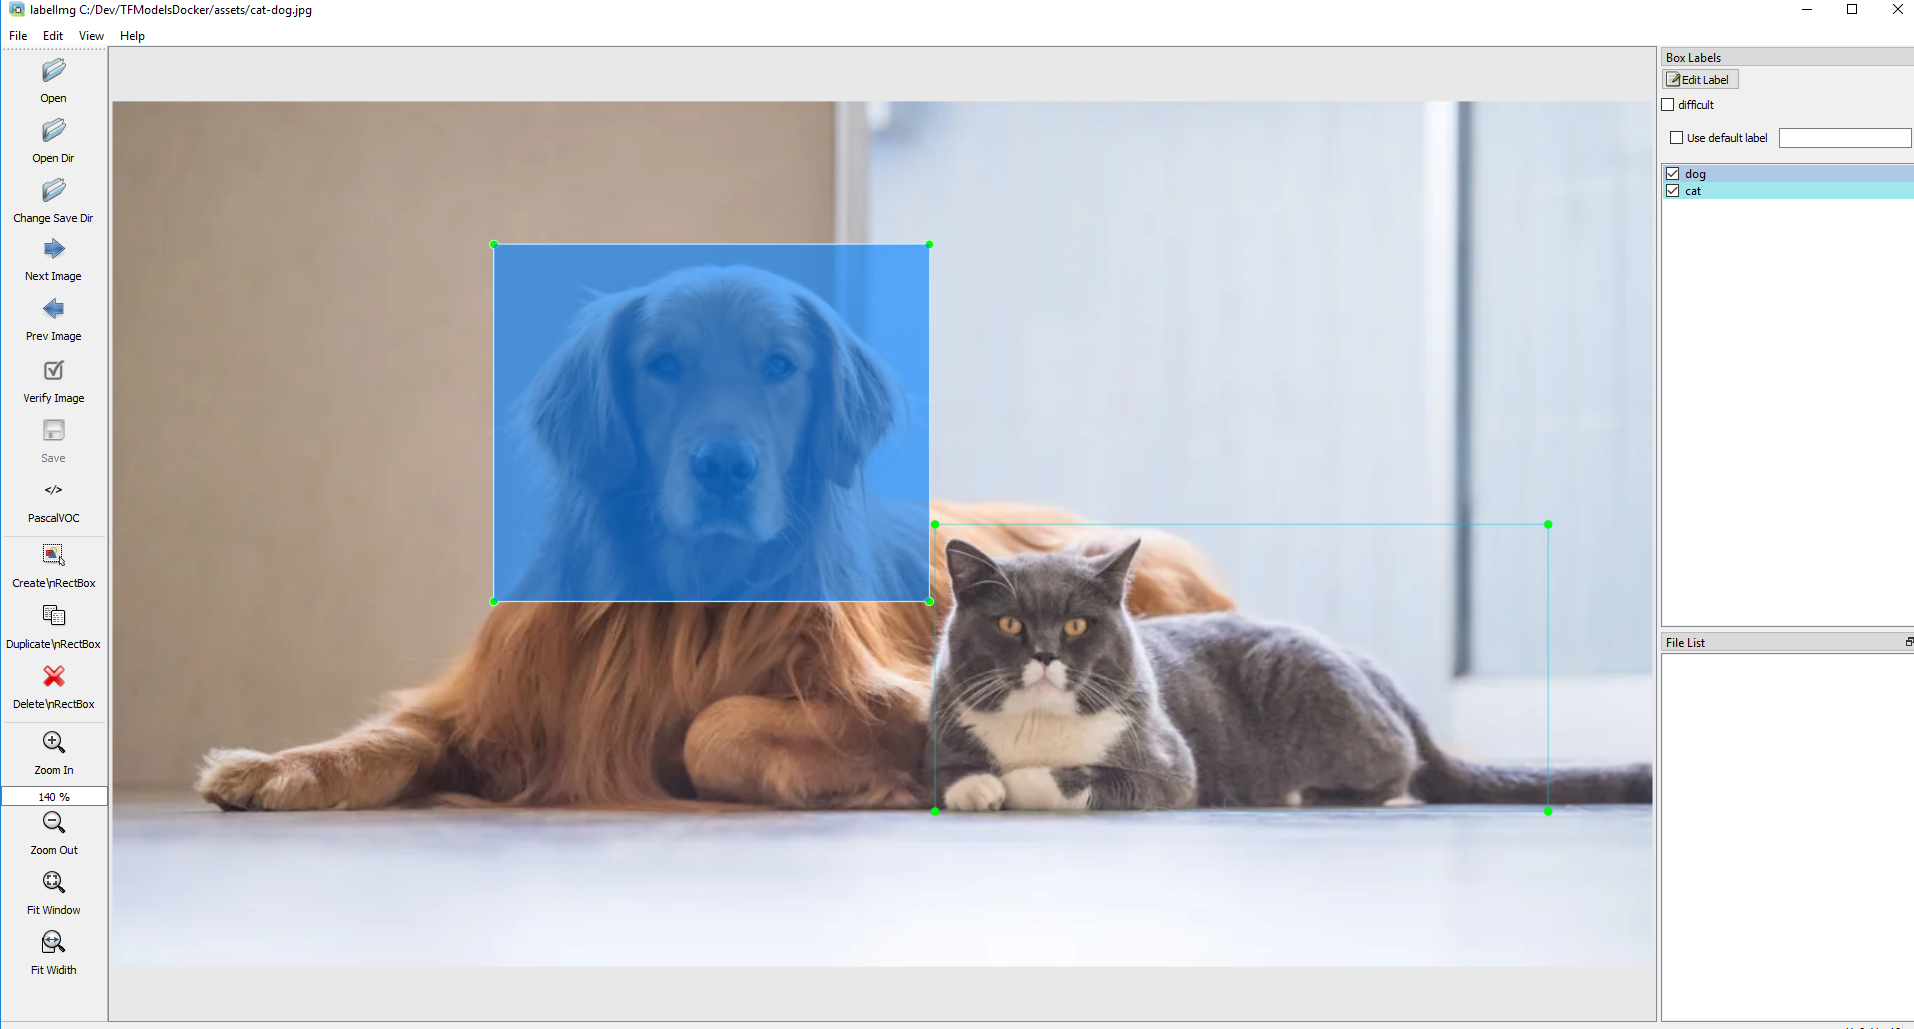 labelImg C:/Dev/TFModelsDocker/assets/cat-dog.jpg
File Edit View Help
Open
Open Dir
Change Save Dir
Next Image
Prev Image
Verify Image
Save
</>
PascalVOC
Create\nRectBox
Duplicate\nRectBox
Delete\nRectBox
Zoom In
140 %
Zoom Out
Fit Window
Fit Width
Box Labels
Edit Label
difficult
Use default label
dog
cat
File List